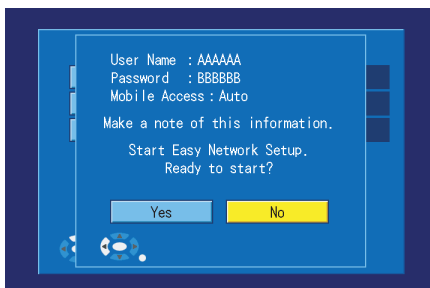 User Name : AAAAAA
Password : BBBBBB
Mobile Access : Auto
Make a note of this information.
Start Easy Network Setup.
Ready to start?
Yes No